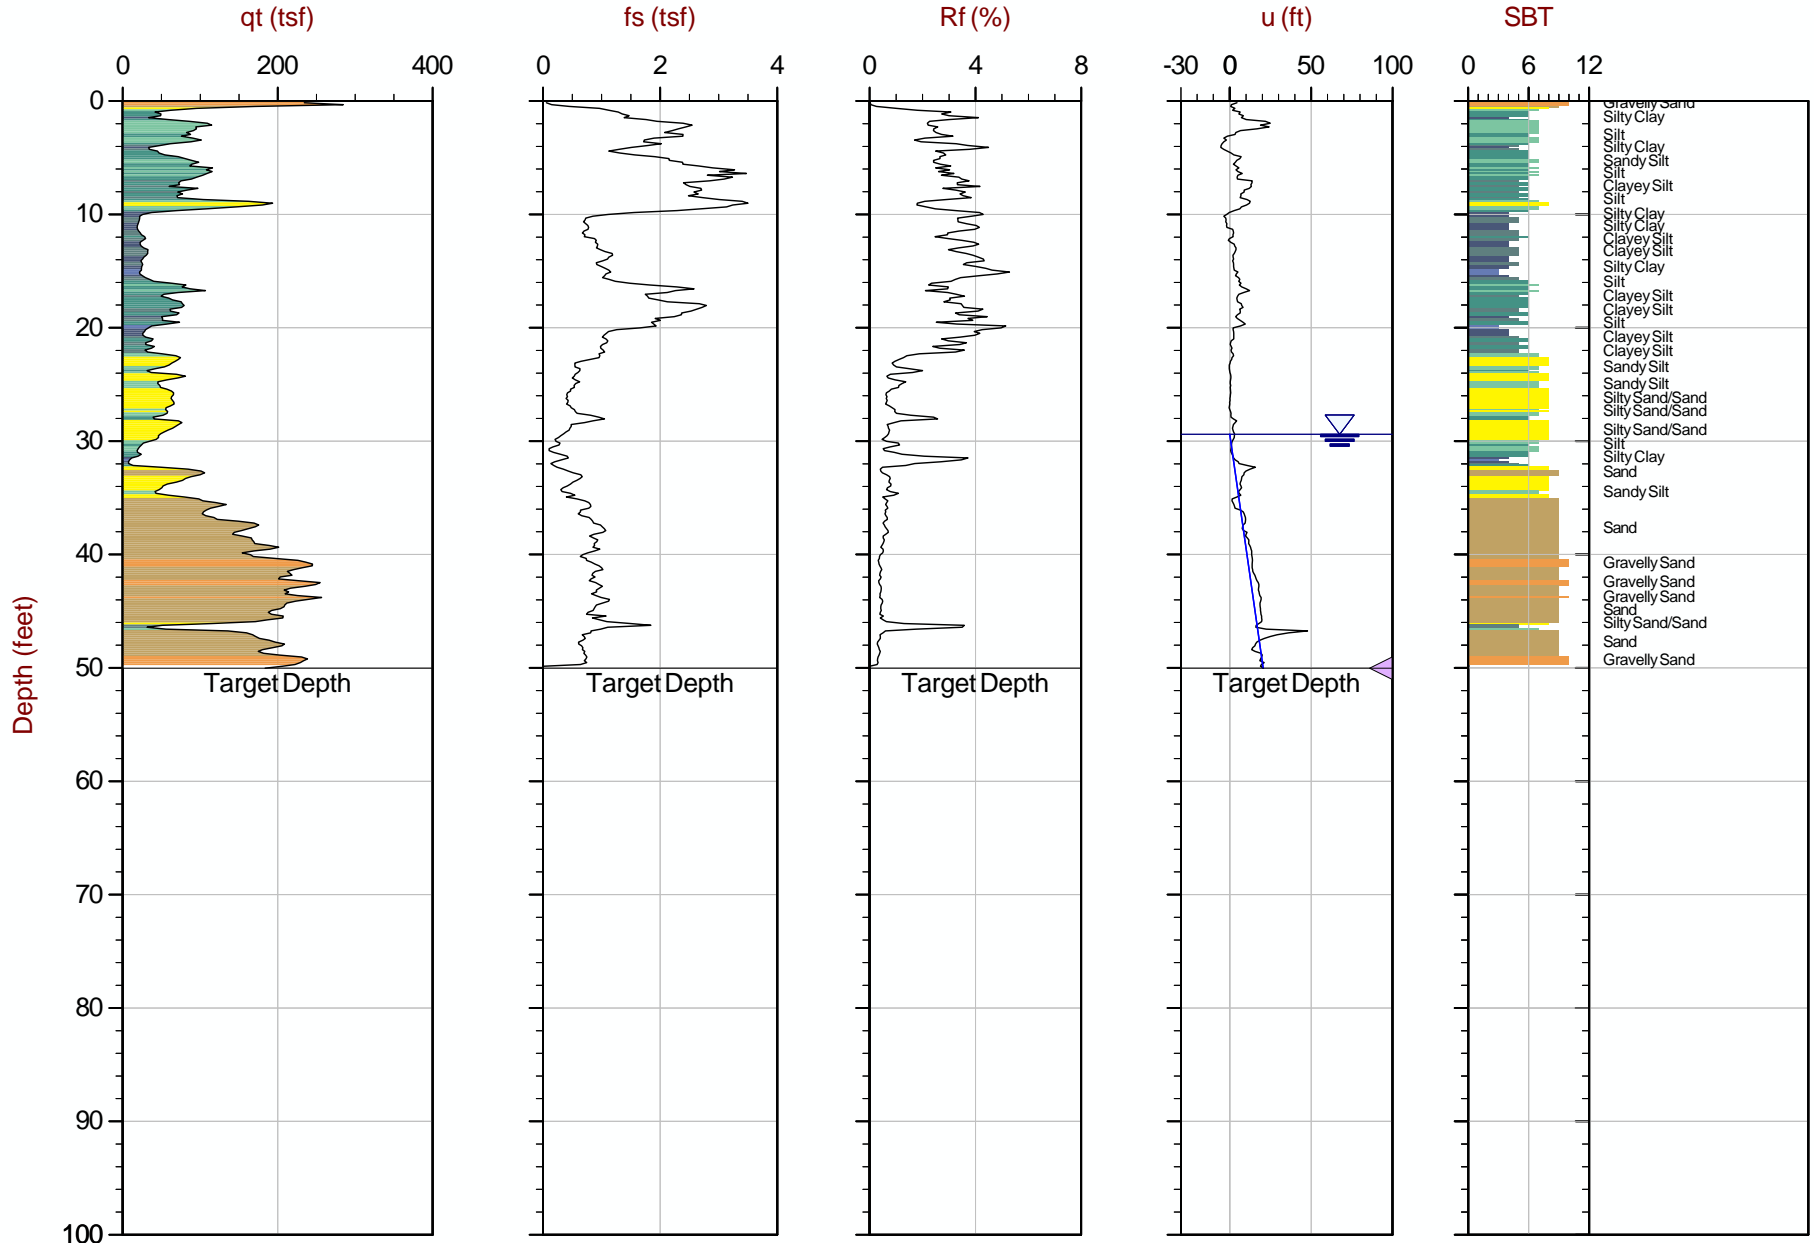 qt (tsf) fs (tsf) Rf (%) u (ft) SBT
0 200 400 0 2 4 0 4 8 -30 0 50 100 0 6 12
0
10
20
30
40
50
60
70
80
90
100
Depth (feet)
Target Depth Target Depth Target Depth Target Depth
Gravelly Sand
Silty Clay
Silt
Silty Clay
Sandy Silt
Silt
Clayey Silt
Silt
Silty Clay
Silty Clay
Clayey Silt
Clayey Silt
Silty Clay
Silt
Clayey Silt
Clayey Silt
Silt
Clayey Silt
Clayey Silt
Sandy Silt
Sandy Silt
Silty Sand/Sand
Silty Sand/Sand
Silty Sand/Sand
Silt
Silty Clay
Sand
Sandy Silt
Sand
Gravelly Sand
Gravelly Sand
Gravelly Sand
Sand
Silty Sand/Sand
Sand
Gravelly Sand